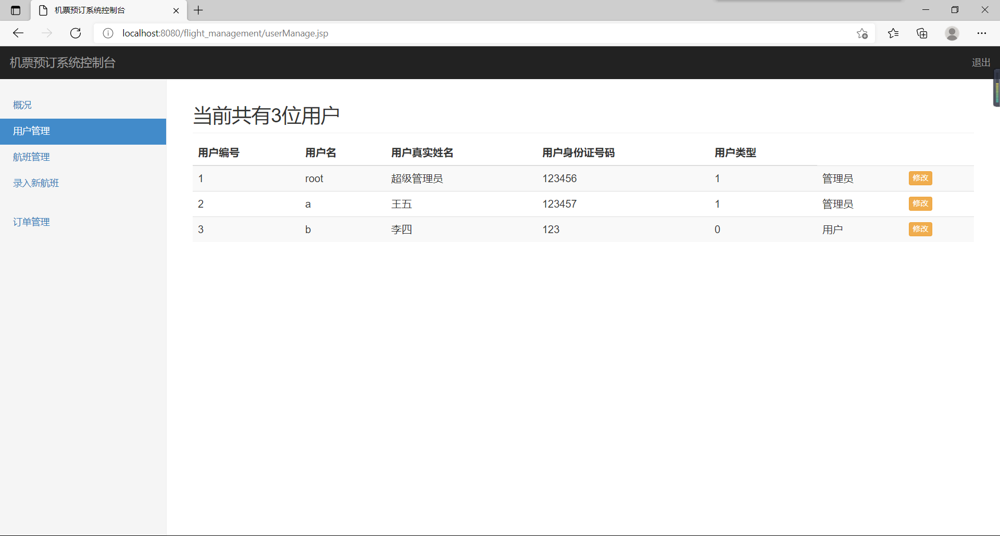 机票预订系统控制台
localhost:8080/flight_management/userManage.jsp
机票预订系统控制台 退出
概况
用户管理
航班管理
录入新航班
订单管理
当前共有3位用户
用户编号 用户名 用户真实姓名 用户身份证号码 用户类型
1 root 超级管理员 123456 1 管理员 修改
2 a 王五 123457 1 管理员 修改
3 b 李四 123 0 用户 修改